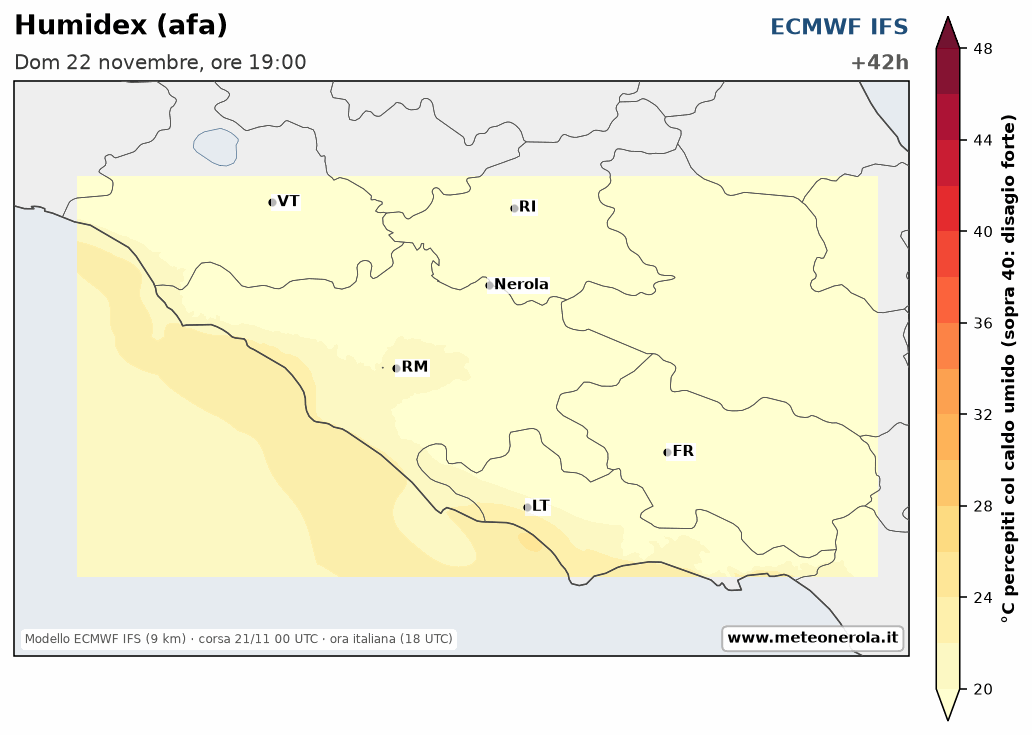 Humidex (afa)
ECMWF IFS
Dom 22 novembre, ore 19:00
+42h
VT
RI
Nerola
RM
FR
LT
48
44
40
36
32
28
24
20
°C percepiti col caldo umido (sopra 40: disagio forte)
Modello ECMWF IFS (9 km) · corsa 21/11 00 UTC · ora italiana (18 UTC)
www.meteonerola.it